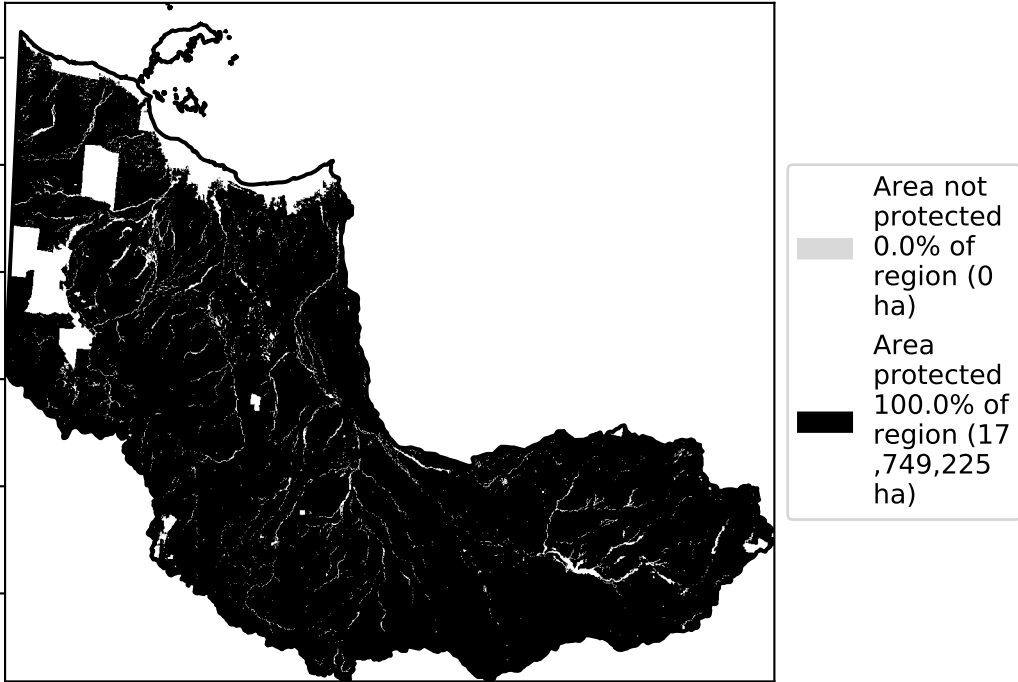 Area not
protected
0.0% of
region (0
ha)
Area
protected
100.0% of
region (17
,749,225
ha)